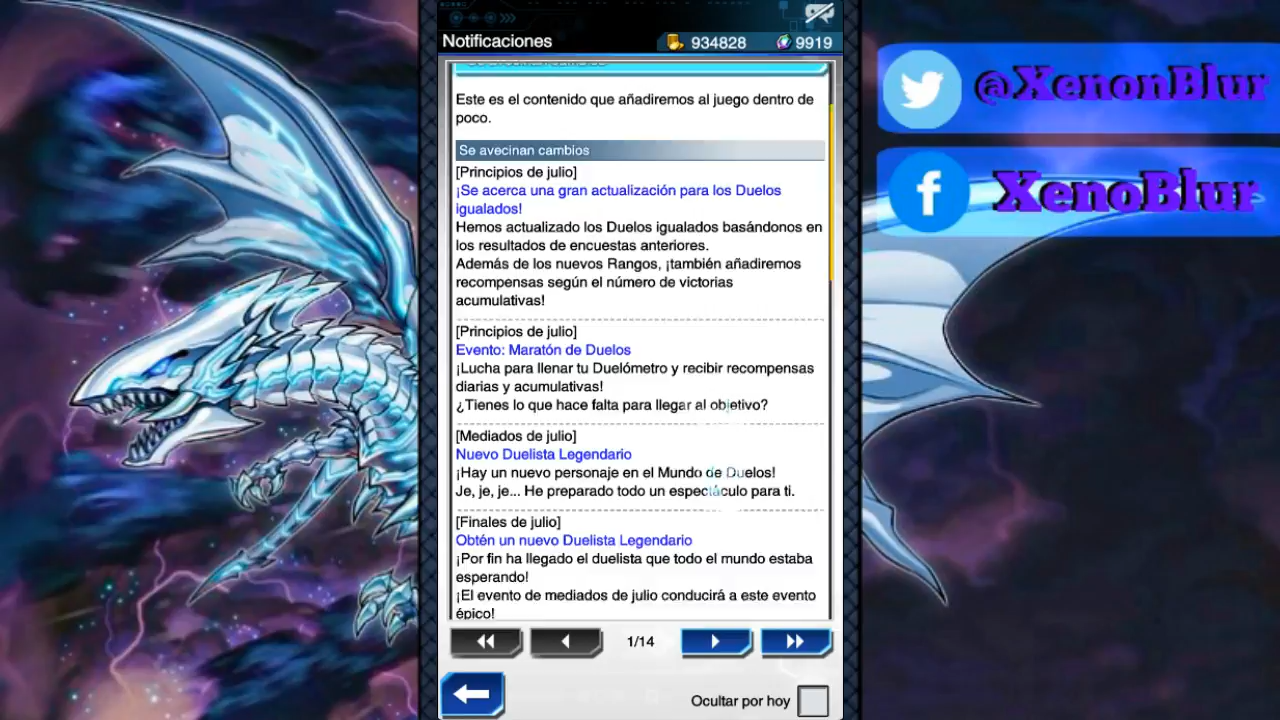 Notificaciones
934828
9919
Este es el contenido que añadiremos al juego dentro de
poco.
Se avecinan cambios
[Principios de julio]
¡Se acerca una gran actualización para los Duelos
igualados!
Hemos actualizado los Duelos igualados basándonos en
los resultados de encuestas anteriores.
Además de los nuevos Rangos, ¡también añadiremos
recompensas según el número de victorias
acumulativas!
[Principios de julio]
Evento: Maratón de Duelos
¡Lucha para llenar tu Duelómetro y recibir recompensas
diarias y acumulativas!
¿Tienes lo que hace falta para llegar al objetivo?
[Mediados de julio]
Nuevo Duelista Legendario
¡Hay un nuevo personaje en el Mundo de Duelos!
Je, je, je... He preparado todo un espectáculo para ti.
[Finales de julio]
Obtén un nuevo Duelista Legendario
¡Por fin ha llegado el duelista que todo el mundo estaba
esperando!
¡El evento de mediados de julio conducirá a este evento
épico!
1/14
Ocultar por hoy
@XenonBlur
XenoBlur